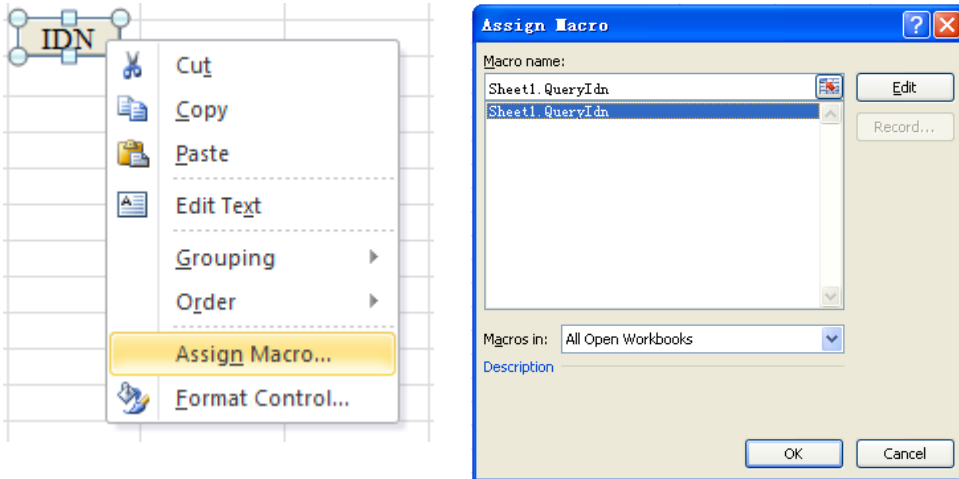 IDN
Cut
Copy
Paste
Edit Text
Grouping
Order
Assign Macro...
Format Control...
Assign Macro
Macro name:
Sheet1.QueryIdn
Edit
Sheet1.QueryIdn
Record...
Macros in: All Open Workbooks
Description
OK Cancel